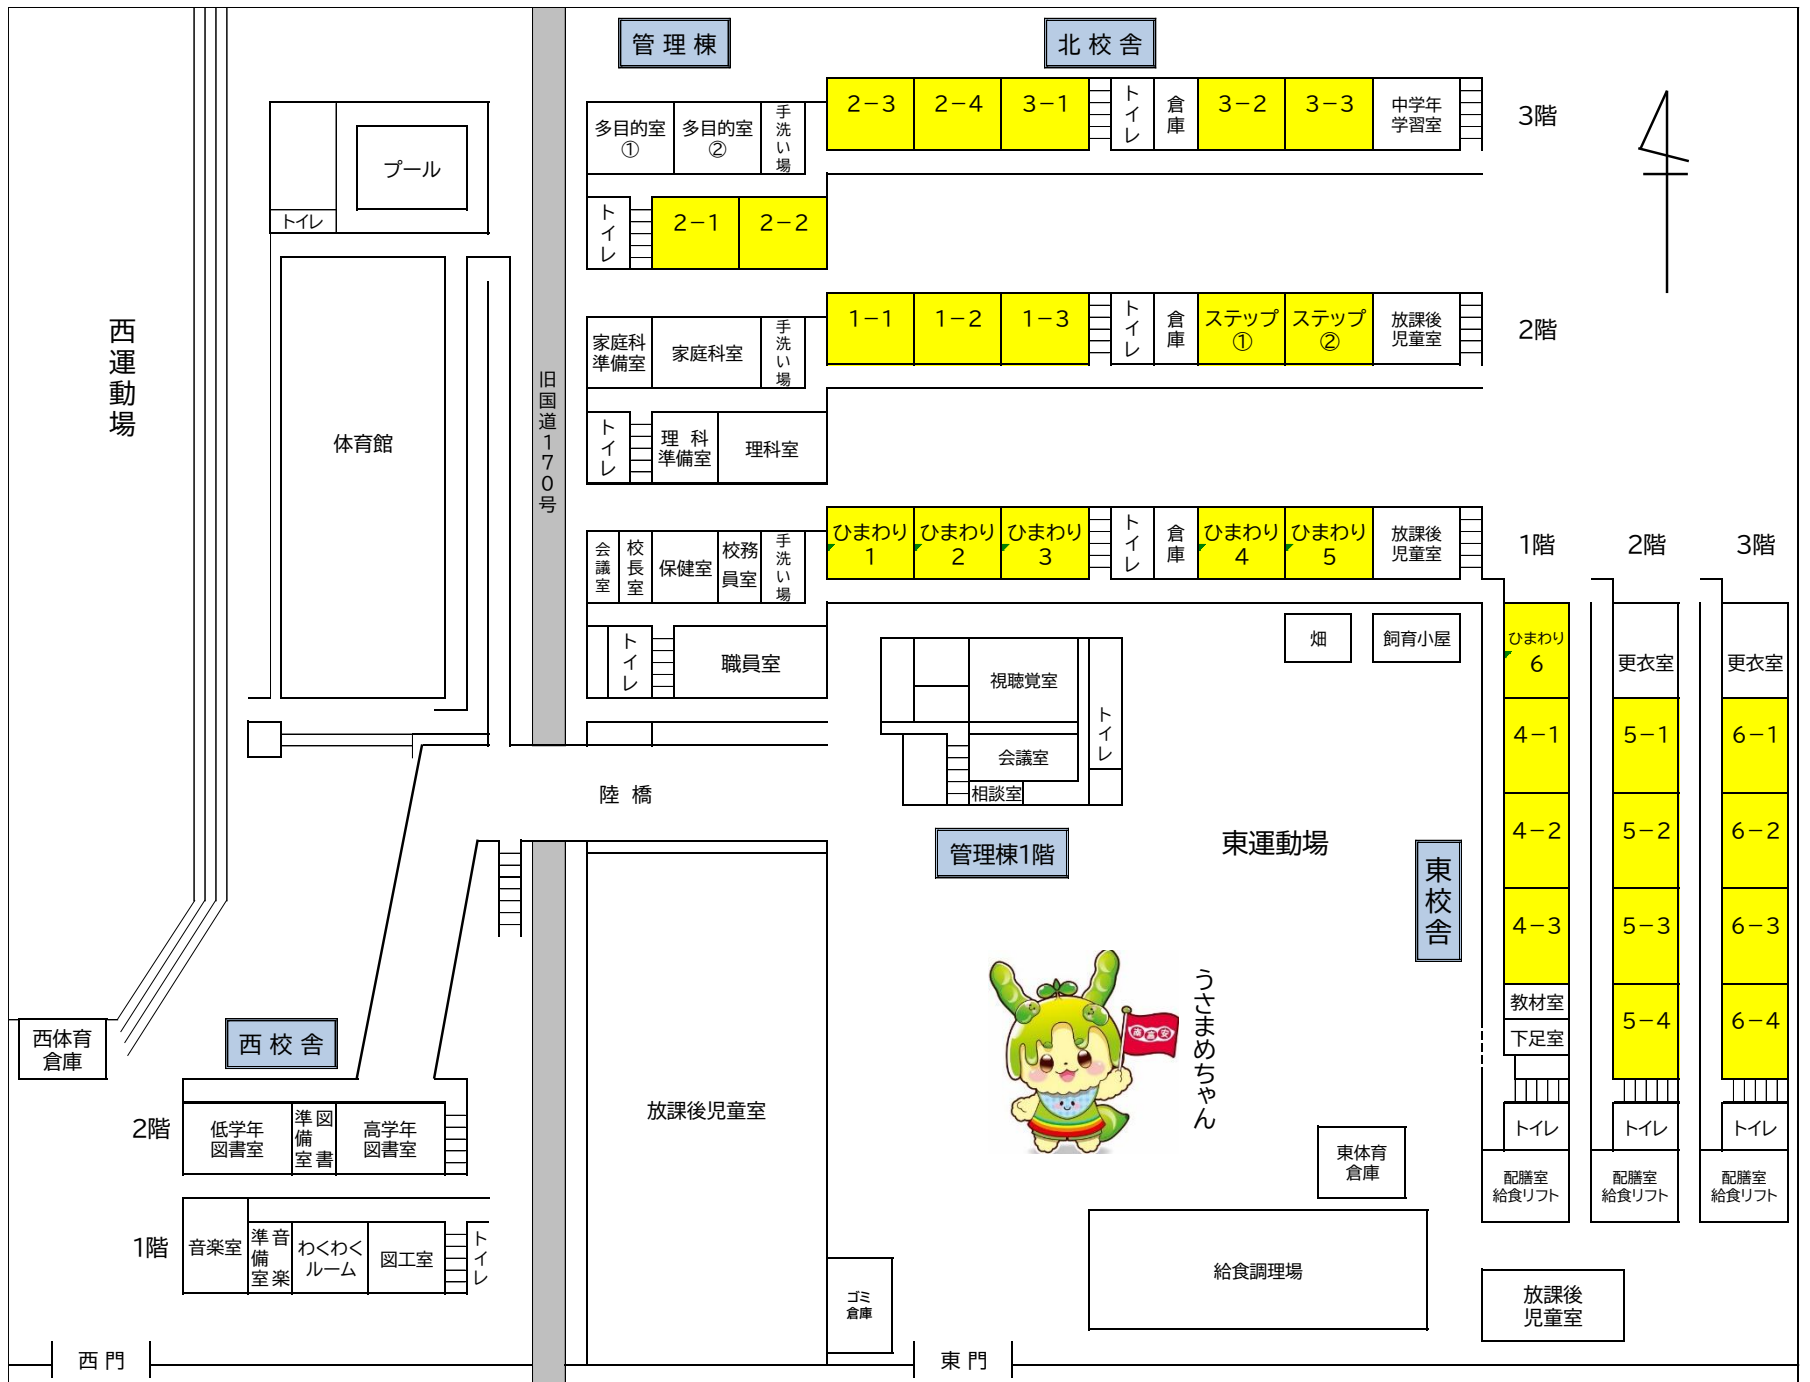 管理棟
北校舎
多目的室
①
多目的室
②
手洗い場
2－3
2－4
3－1
トイレ
倉庫
3－2
3－3
中学年
学習室
3階
プール
トイレ
トイレ
2－1
2－2
西運動場
体育館
旧国道170号
家庭科
準備室
家庭科室
手洗い場
1－1
1－2
1－3
トイレ
倉庫
ステップ
①
ステップ
②
放課後
児童室
2階
トイレ
理 科
準備室
理科室
会議室
校長室
保健室
校務
員室
手洗い場
ひまわり
1
ひまわり
2
ひまわり
3
トイレ
倉庫
ひまわり
4
ひまわり
5
放課後
児童室
1階
2階
3階
トイレ
職員室
視聴覚室
トイレ
会議室
相談室
畑
飼育小屋
ひまわり
6
更衣室
更衣室
4－1
5－1
6－1
4－2
5－2
6－2
4－3
5－3
6－3
教材室
下足室
5－4
6－4
トイレ
トイレ
トイレ
配膳室
給食リフト
配膳室
給食リフト
配膳室
給食リフト
陸 橋
管理棟1階
東運動場
東校舎
南高安
うさまめちゃん
西体育
倉庫
西校舎
2階
低学年
図書室
図書
準備室
高学年
図書室
1階
音楽室
音楽
準備室
わくわく
ルーム
図工室
トイレ
放課後児童室
東体育
倉庫
給食調理場
ゴミ
倉庫
放課後
児童室
西門
東門